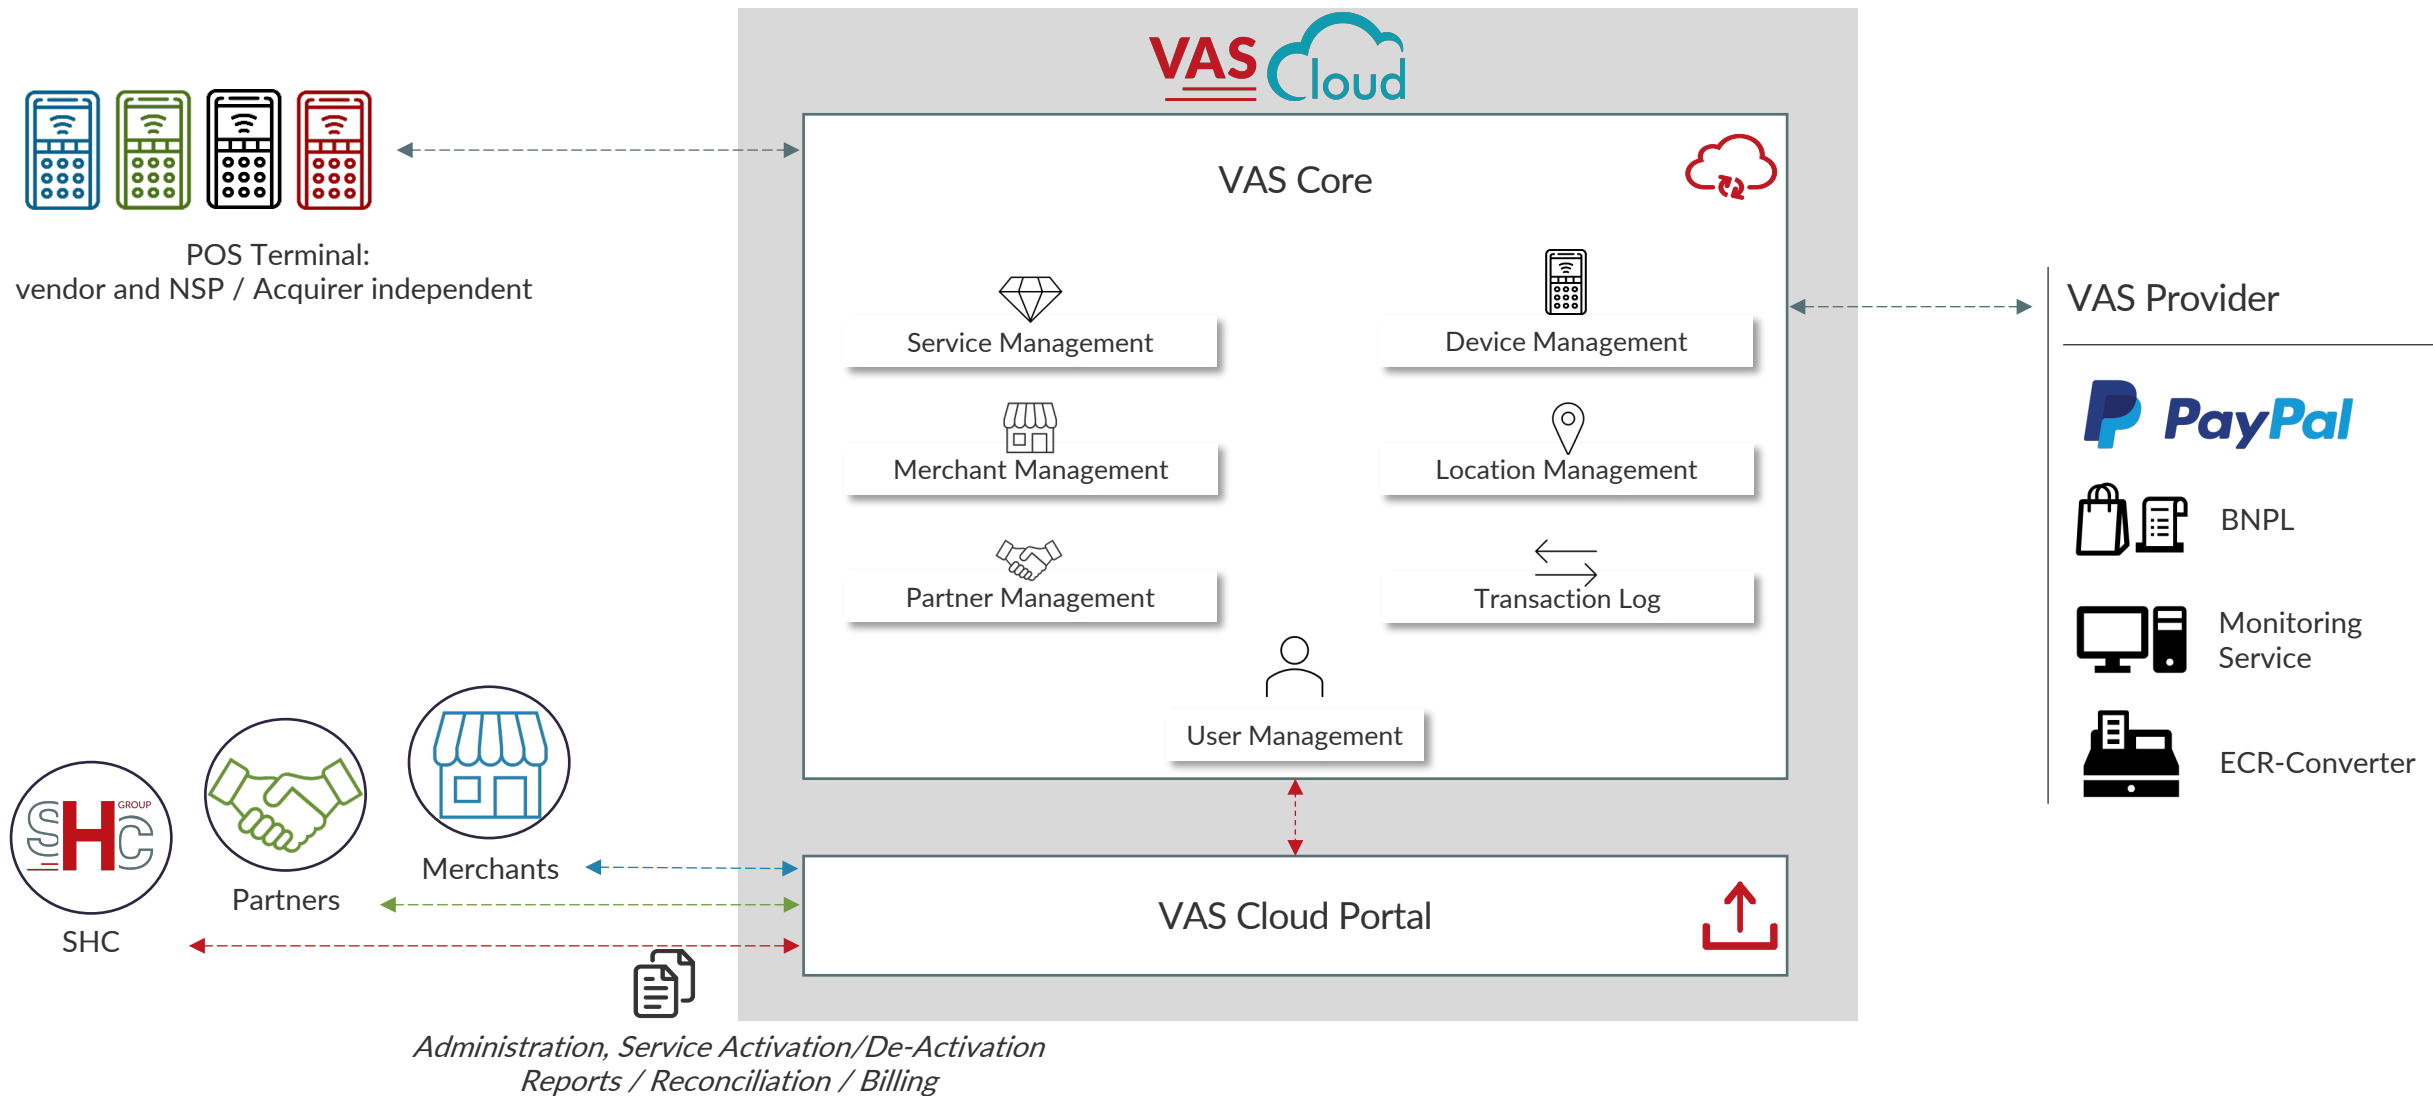 VAS Cloud
POS Terminal:
vendor and NSP / Acquirer independent
VAS Core
Service Management
Device Management
Merchant Management
Location Management
Partner Management
Transaction Log
User Management
VAS Provider
PayPal
BNPL
Monitoring
Service
ECR-Converter
SHC GROUP
SHC
Partners
Merchants
VAS Cloud Portal
Administration, Service Activation/De-Activation
Reports / Reconciliation / Billing